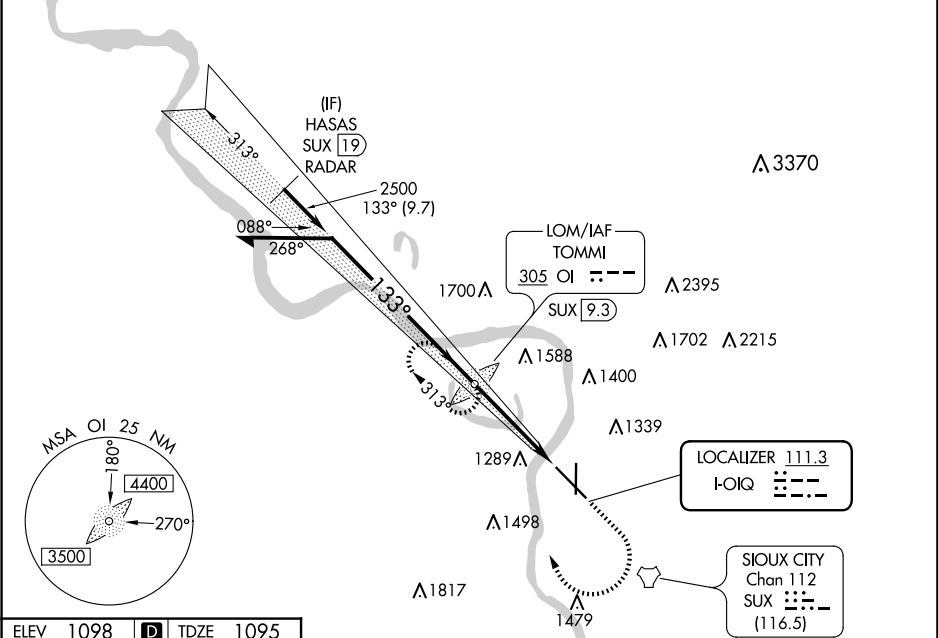 (IF)
HASAS
SUX 19
RADAR
313°
2500
133° (9.7)
088°
268°
133°
3370
LOM/IAF
TOMMI
305 OI
SUX 9.3
1700
2395
1702
2215
1588
1400
313°
1339
1289
LOCALIZER 111.3
I-OIQ
MSA OI 25 NM
180°
4400
270°
3500
1498
SIOUX CITY
Chan 112
SUX
(116.5)
1817
1479
ELEV 1098 D TDZE 1095